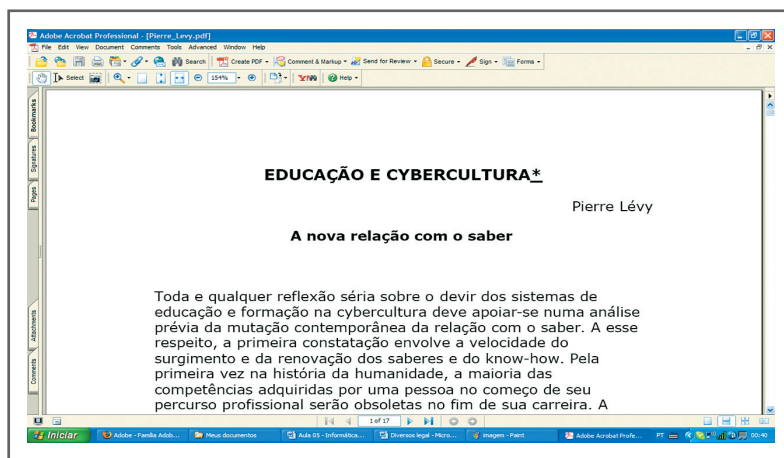 Adobe Acrobat Professional - [Pierre_Levy.pdf]
File Edit View Document Comments Tools Advanced Window Help
Search Create PDF Comment & Markup Send for Review Secure Sign Forms
Select 154% Help
Bookmarks
Signatures
Pages
Attachments
Comments
EDUCAÇÃO E CYBERCULTURA*
Pierre Lévy
A nova relação com o saber
Toda e qualquer reflexão séria sobre o devir dos sistemas de
educação e formação na cybercultura deve apoiar-se numa análise
prévia da mutação contemporânea da relação com o saber. A esse
respeito, a primeira constatação envolve a velocidade do
surgimento e da renovação dos saberes e do know-how. Pela
primeira vez na história da humanidade, a maioria das
competências adquiridas por uma pessoa no começo de seu
percurso profissional serão obsoletas no fim de sua carreira. A
1 of 17
Iniciar Adobe - Família Adob... Meus documentos Aula 05 - Informática... Diversos legal - Micro... imagem - Paint Adobe Acrobat Profe... PT 00:40